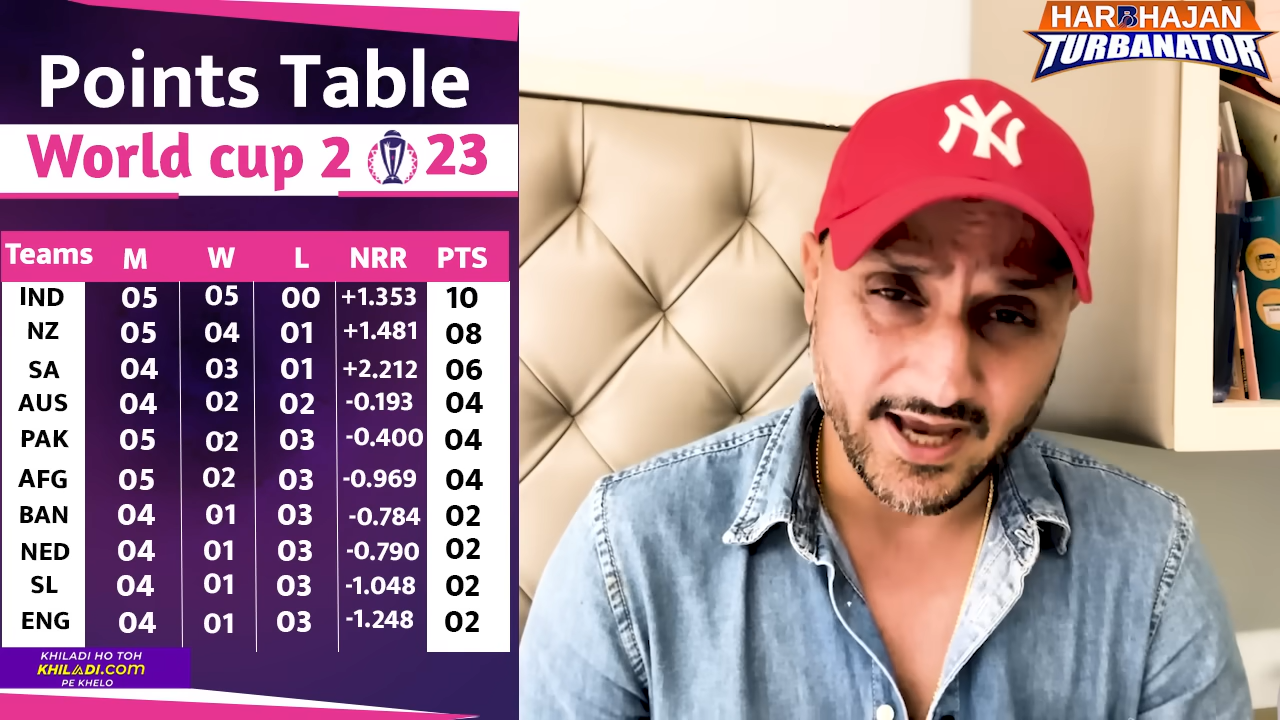 Points Table
World cup 2 23
Teams M W L NRR PTS
IND 05 05 00 +1.353 10
NZ 05 04 01 +1.481 08
SA 04 03 01 +2.212 06
AUS 04 02 02 -0.193 04
PAK 05 02 03 -0.400 04
AFG 05 02 03 -0.969 04
BAN 04 01 03 -0.784 02
NED 04 01 03 -0.790 02
SL 04 01 03 -1.048 02
ENG 04 01 03 -1.248 02
KHILADI HO TOH
KHILADI.com
PE KHELO
HARBHAJAN
TURBANATOR
NY